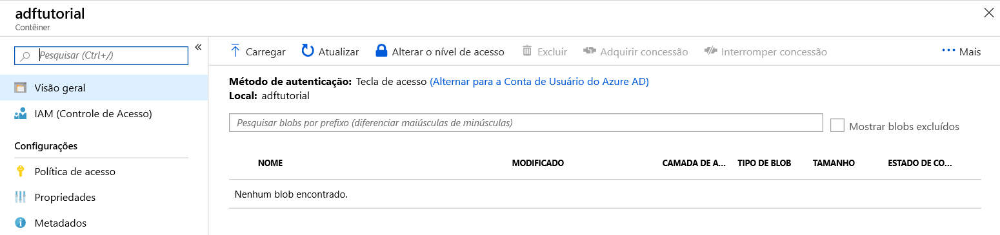 adftutorial
Contêiner
Pesquisar (Ctrl+/)
Visão geral
IAM (Controle de Acesso)
Configurações
Política de acesso
Propriedades
Metadados
Carregar Atualizar Alterar o nível de acesso Excluir Adquirir concessão Interromper concessão Mais
Método de autenticação: Tecla de acesso (Alternar para a Conta de Usuário do Azure AD)
Local: adftutorial
Pesquisar blobs por prefixo (diferenciar maiúsculas de minúsculas) Mostrar blobs excluídos
NOME MODIFICADO CAMADA DE A... TIPO DE BLOB TAMANHO ESTADO DE CO...
Nenhum blob encontrado.